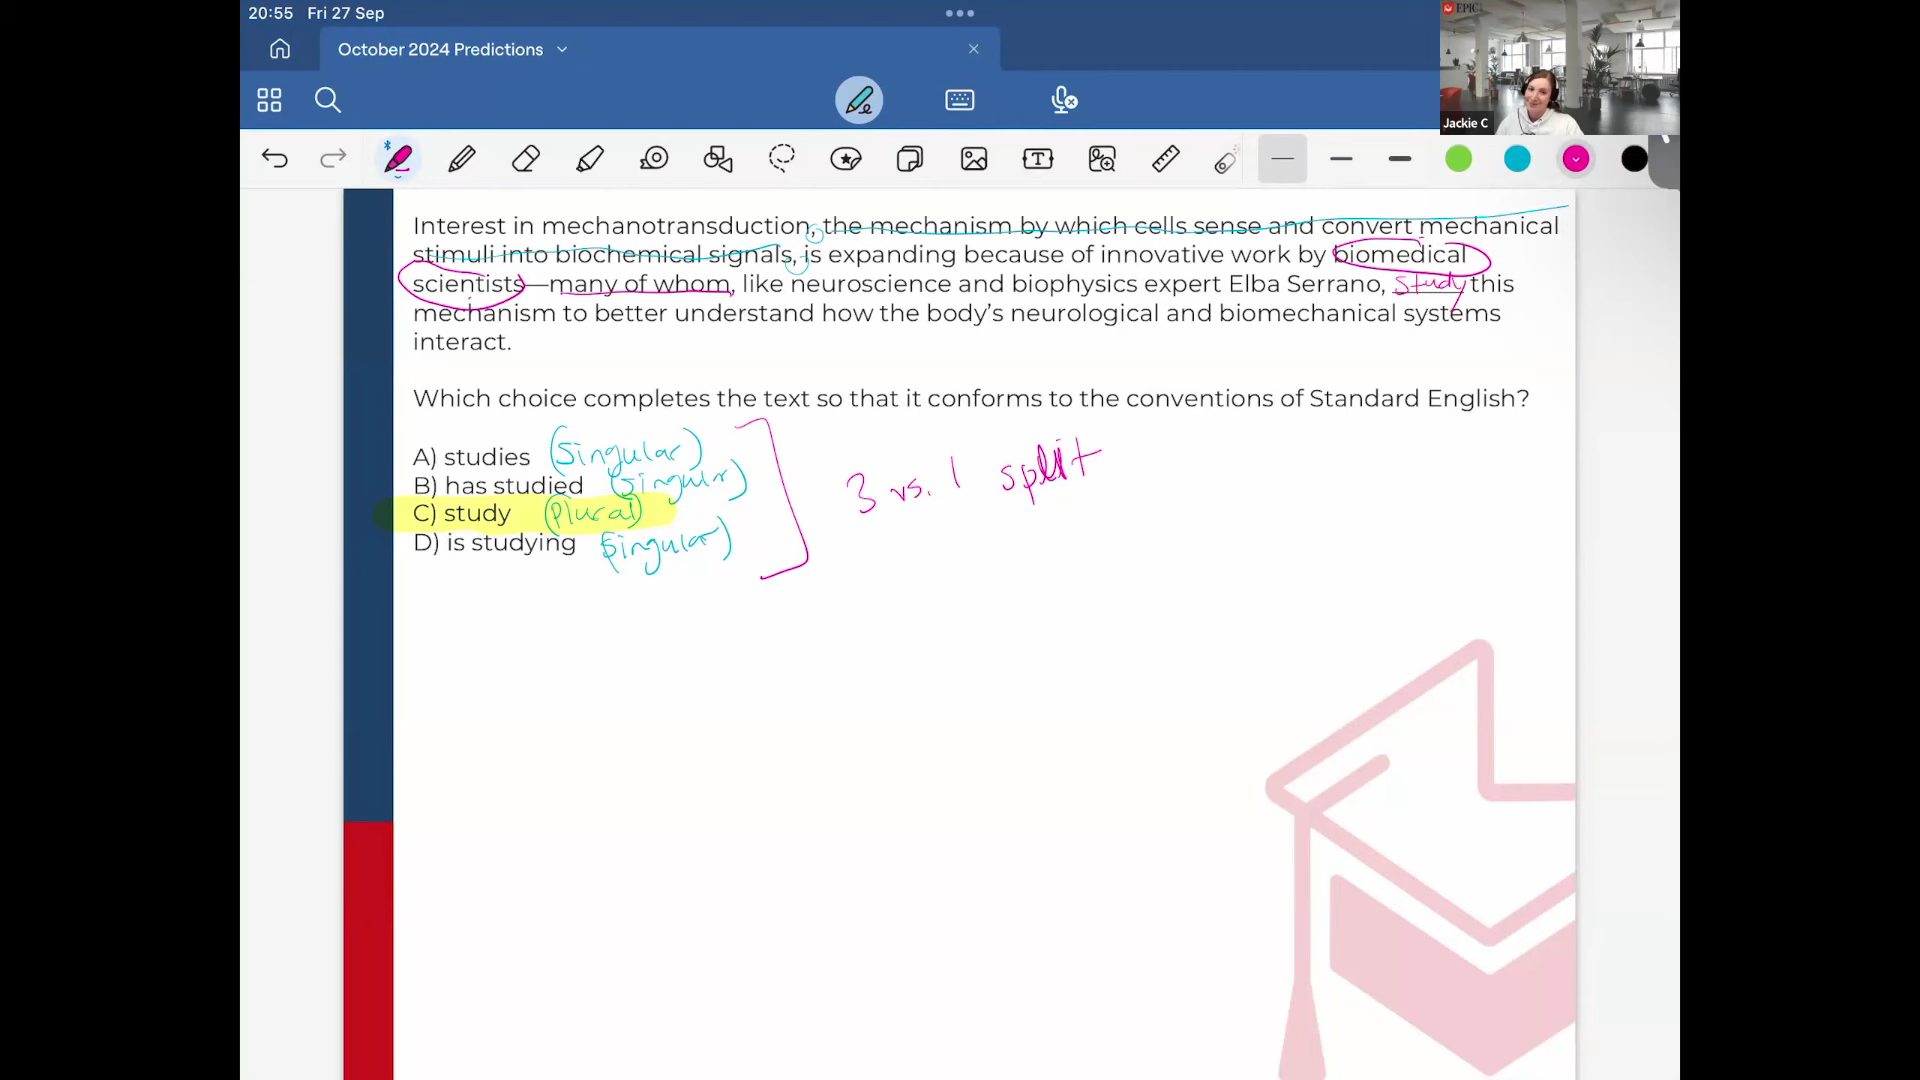 20:55 Fri 27 Sep
EPIC
October 2024 Predictions
Jackie C
Interest in mechanotransduction, the mechanism by which cells sense and convert mechanical
stimuli into biochemical signals, is expanding because of innovative work by biomedical
scientists—many of whom, like neuroscience and biophysics expert Elba Serrano, study this
mechanism to better understand how the body's neurological and biomechanical systems
interact.
Which choice completes the text so that it conforms to the conventions of Standard English?
A) studies (Singular)
B) has studied (Singulr)
C) study (Plural)
D) is studying (Singular)
3 vs. 1 split